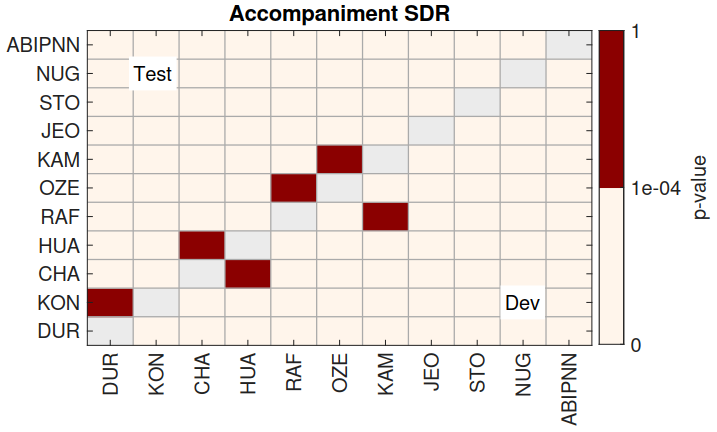 Accompaniment SDR
ABIPNN
NUG
STO
JEO
KAM
OZE
RAF
HUA
CHA
KON
DUR
Test
Dev
DUR
KON
CHA
HUA
RAF
OZE
KAM
JEO
STO
NUG
ABIPNN
1
1e-04
0
p-value